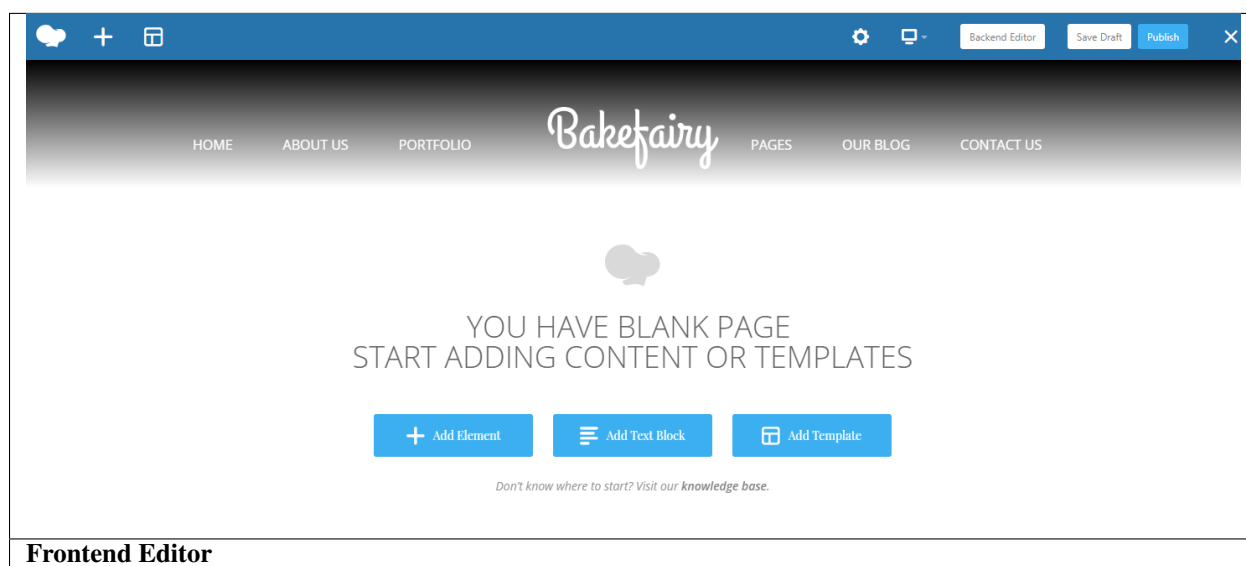 Backend Editor Save Draft Publish
Bakefairy
HOME ABOUT US PORTFOLIO PAGES OUR BLOG CONTACT US
YOU HAVE BLANK PAGE
START ADDING CONTENT OR TEMPLATES
Add Element Add Text Block Add Template
Don't know where to start? Visit our knowledge base.
Frontend Editor